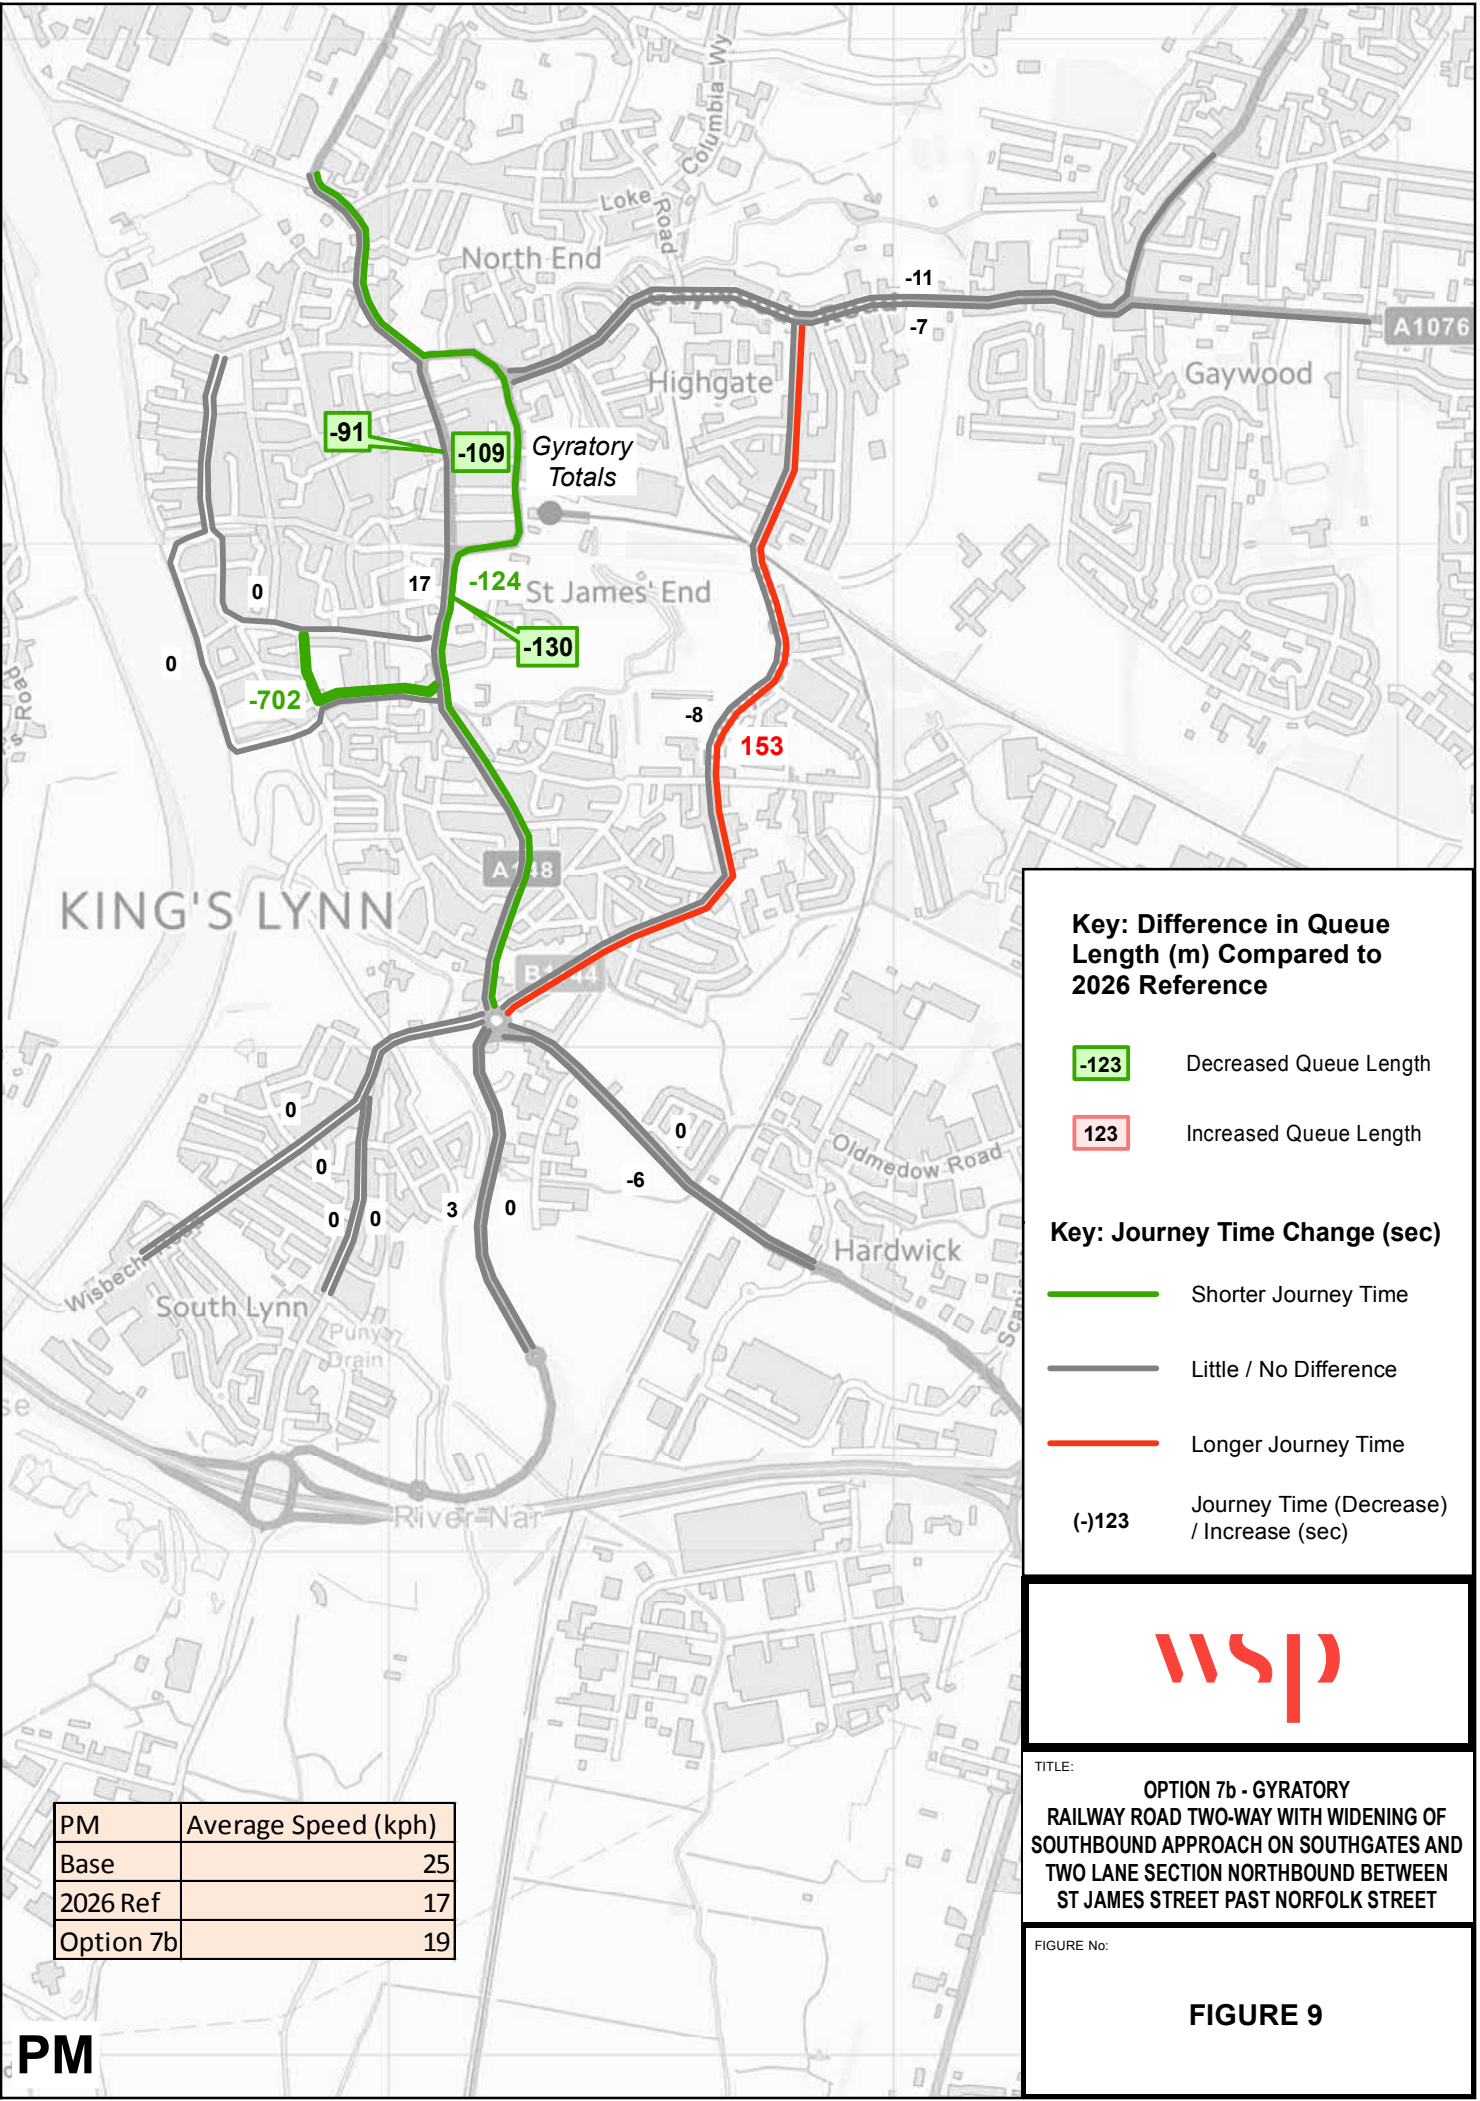 Columbia Wy
Loke Road
North End
-11
-7
A1076
Gaywood
Highgate
-91
-109
Gyratory
Totals
17
-124
St James' End
0
-130
0
-702
-8
153
Road
A148
KING'S LYNN
B1144
0
0
0
0
3
0
0
-6
Oldmedow Road
Hardwick
Wisbech
South Lynn
Puny
Drain
River Nar
Key: Difference in Queue
Length (m) Compared to
2026 Reference
-123 Decreased Queue Length
123 Increased Queue Length
Key: Journey Time Change (sec)
Shorter Journey Time
Little / No Difference
Longer Journey Time
(-)123 Journey Time (Decrease)
/ Increase (sec)
wsp
TITLE:
OPTION 7b - GYRATORY
RAILWAY ROAD TWO-WAY WITH WIDENING OF
SOUTHBOUND APPROACH ON SOUTHGATES AND
TWO LANE SECTION NORTHBOUND BETWEEN
ST JAMES STREET PAST NORFOLK STREET
FIGURE No:
FIGURE 9
PM Average Speed (kph)
Base 25
2026 Ref 17
Option 7b 19
PM